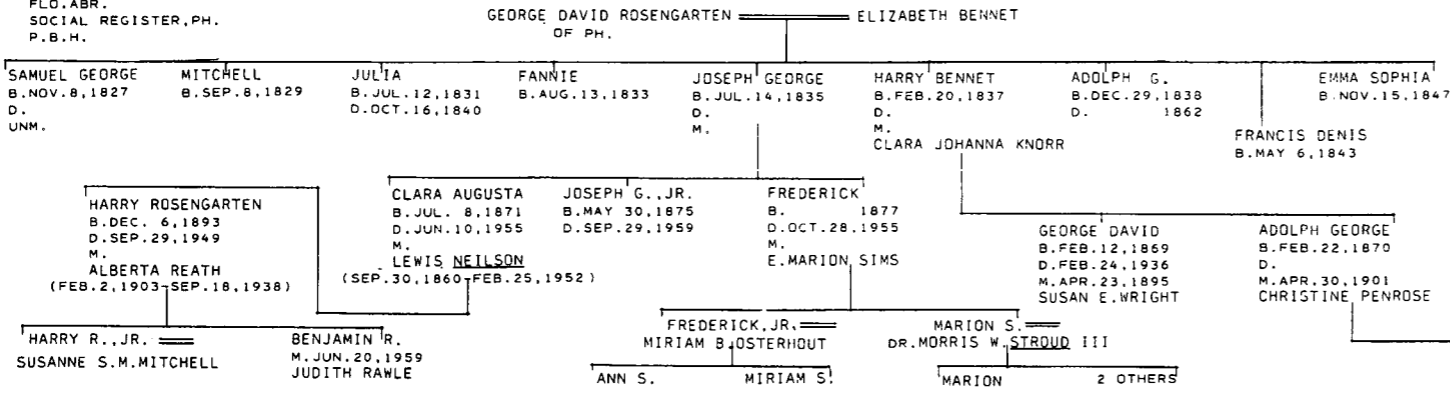 FLO.ABR.
SOCIAL REGISTER,PH.
P.B.H.
GEORGE DAVID ROSENGARTEN ELIZABETH BENNET
OF PH.
SAMUEL GEORGE
B.NOV.8,1827
D.
UNM.
MITCHELL
B.SEP.8,1829
JULIA
B.JUL.12,1831
D.OCT.16,1840
FANNIE
B.AUG.13,1833
JOSEPH GEORGE
B.JUL.14,1835
D.
M.
HARRY BENNET
B.FEB.20,1837
D.
M.
CLARA JOHANNA KNORR
ADOLPH G.
B.DEC.29,1838
D. 1862
FRANCIS DENIS
B.MAY 6,1843
EMMA SOPHIA
B.NOV.15,1847
HARRY ROSENGARTEN
B.DEC. 6,1893
D.SEP.29,1949
M.
ALBERTA REATH
(FEB.2,1903-SEP.18,1938)
CLARA AUGUSTA
B.JUL. 8,1871
D.JUN.10,1955
M.
LEWIS NEILSON
(SEP.30,1860-FEB.25,1952)
JOSEPH G.,JR.
B.MAY 30,1875
D.SEP.29,1959
FREDERICK
B. 1877
D.OCT.28,1955
M.
E.MARION SIMS
GEORGE DAVID
B.FEB.12,1869
D.FEB.24,1936
M.APR.23,1895
SUSAN E.WRIGHT
ADOLPH GEORGE
B.FEB.22,1870
D.
M.APR.30,1901
CHRISTINE PENROSE
HARRY R.,JR.
SUSANNE S.M.MITCHELL
BENJAMIN R.
M.JUN.20,1959
JUDITH RAWLE
FREDERICK,JR.
MIRIAM B.OSTERHOUT
MARION S.
DR.MORRIS W.STROUD III
ANN S.
MIRIAM S.
MARION
2 OTHERS